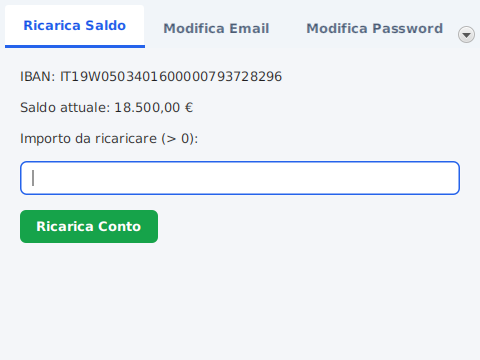 Ricarica Saldo Modifica Email Modifica Password
IBAN: IT19W0503401600000793728296
Saldo attuale: 18.500,00 €
Importo da ricaricare (> 0):
Ricarica Conto